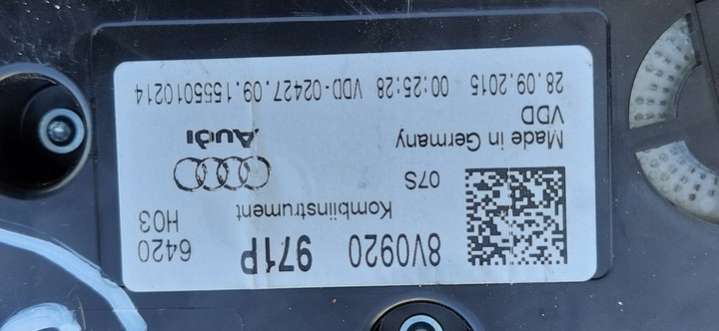 8V0920 971P 6420
H03
Kombiinstrument
07S
Audi
Made in Germany
VDD
28.09.2015 00:25:28 VDD-02427.09.1555010214